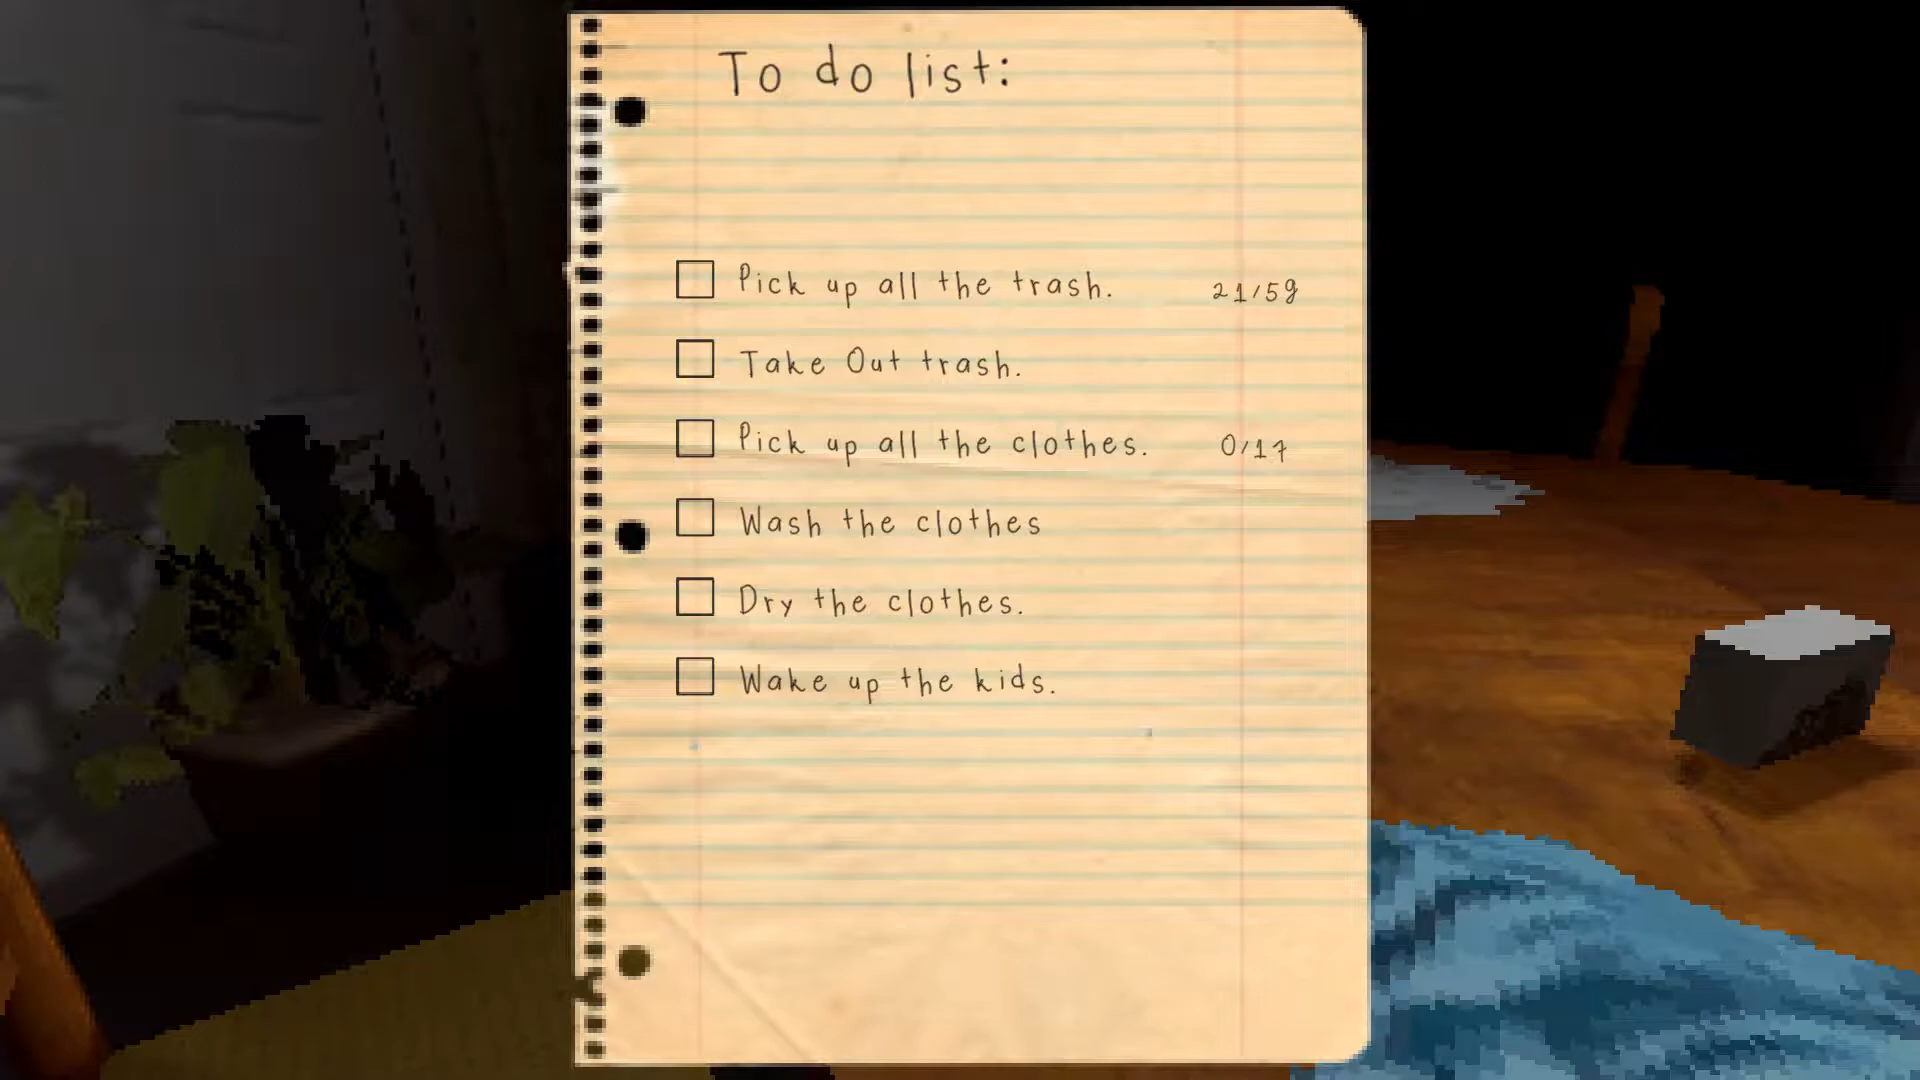 To do list:
Pick up all the trash. 21/59
Take Out trash.
Pick up all the clothes. 0/17
Wash the clothes
Dry the clothes.
Wake up the kids.